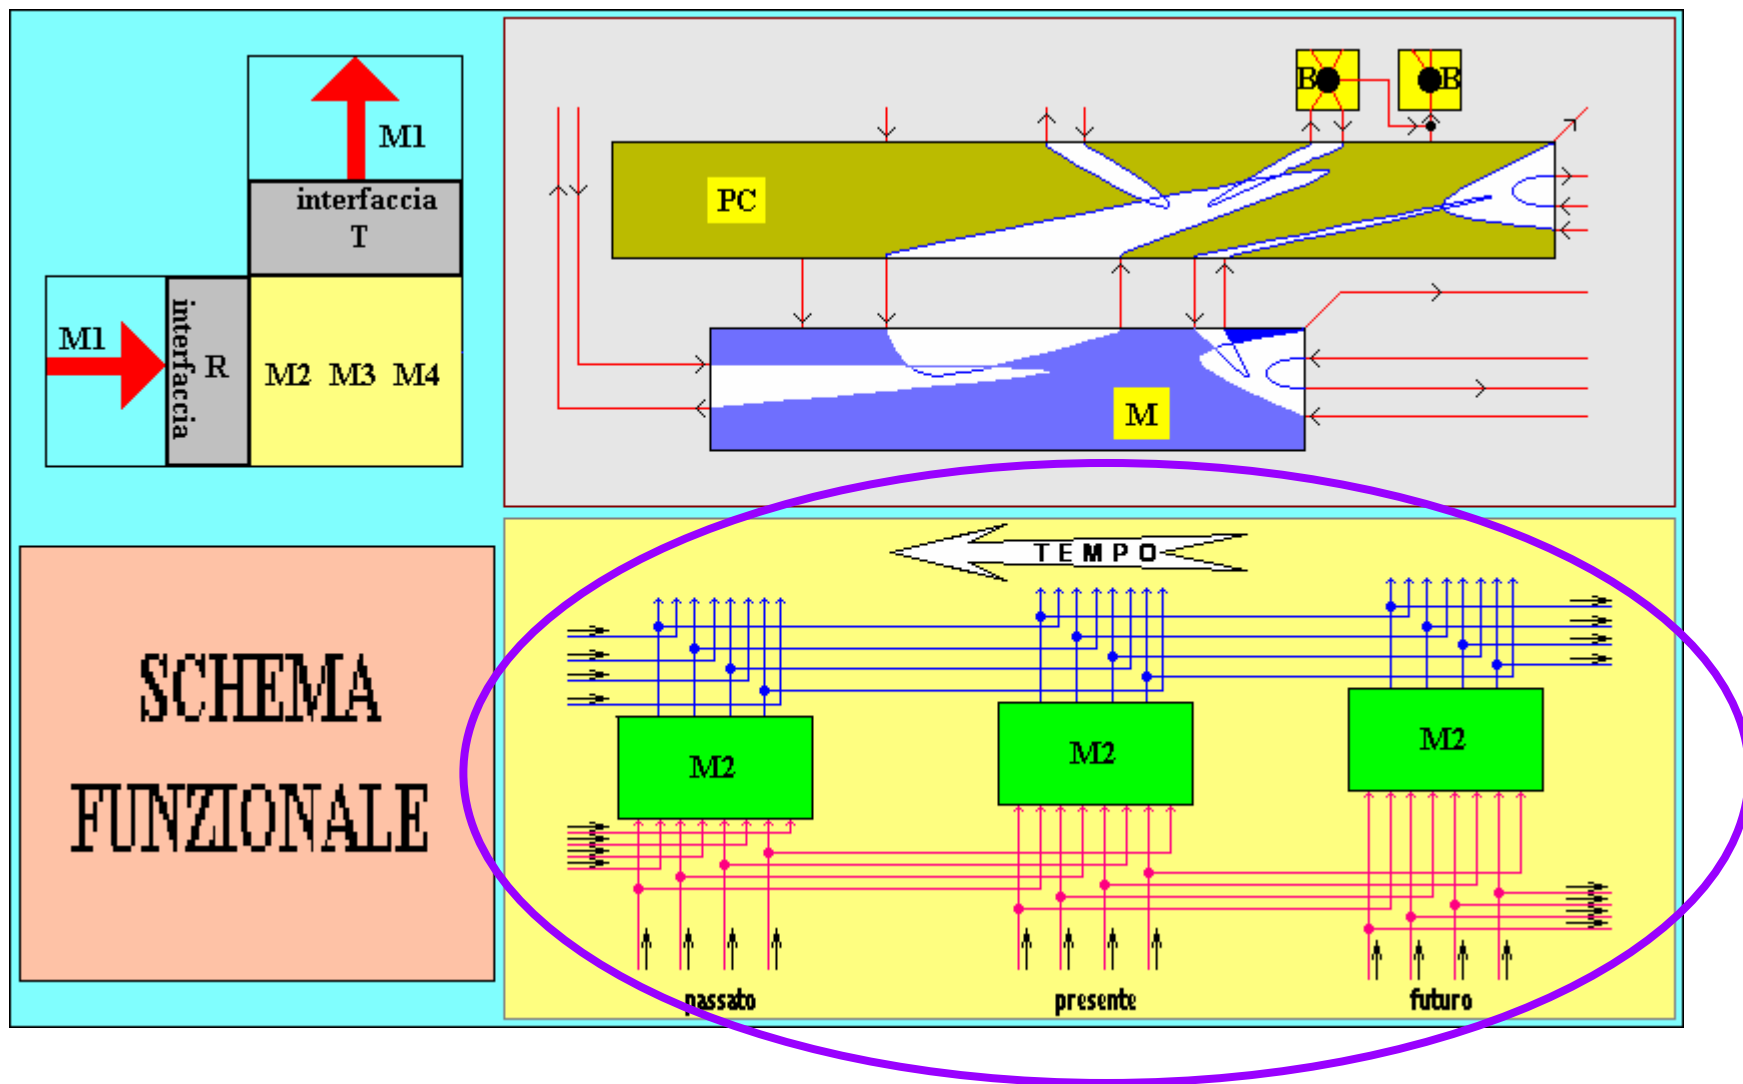 M1
interfaccia
T
M1
interfaccia
R
M2 M3 M4
B
B
PC
M
SCHEMA
FUNZIONALE
TEMPO
M2
M2
M2
passato
presente
futuro